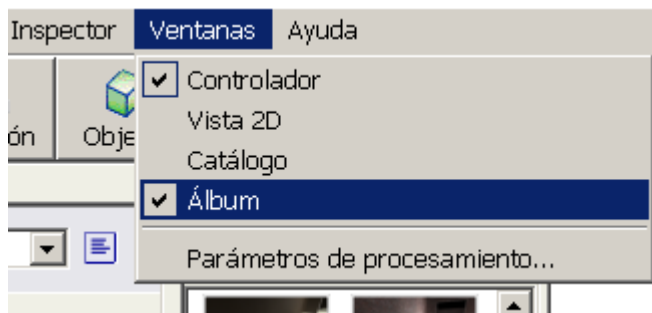 Inspector Ventanas Ayuda
Controlador
Vista 2D
Catálogo
Álbum
Parámetros de procesamiento...
ón Obje